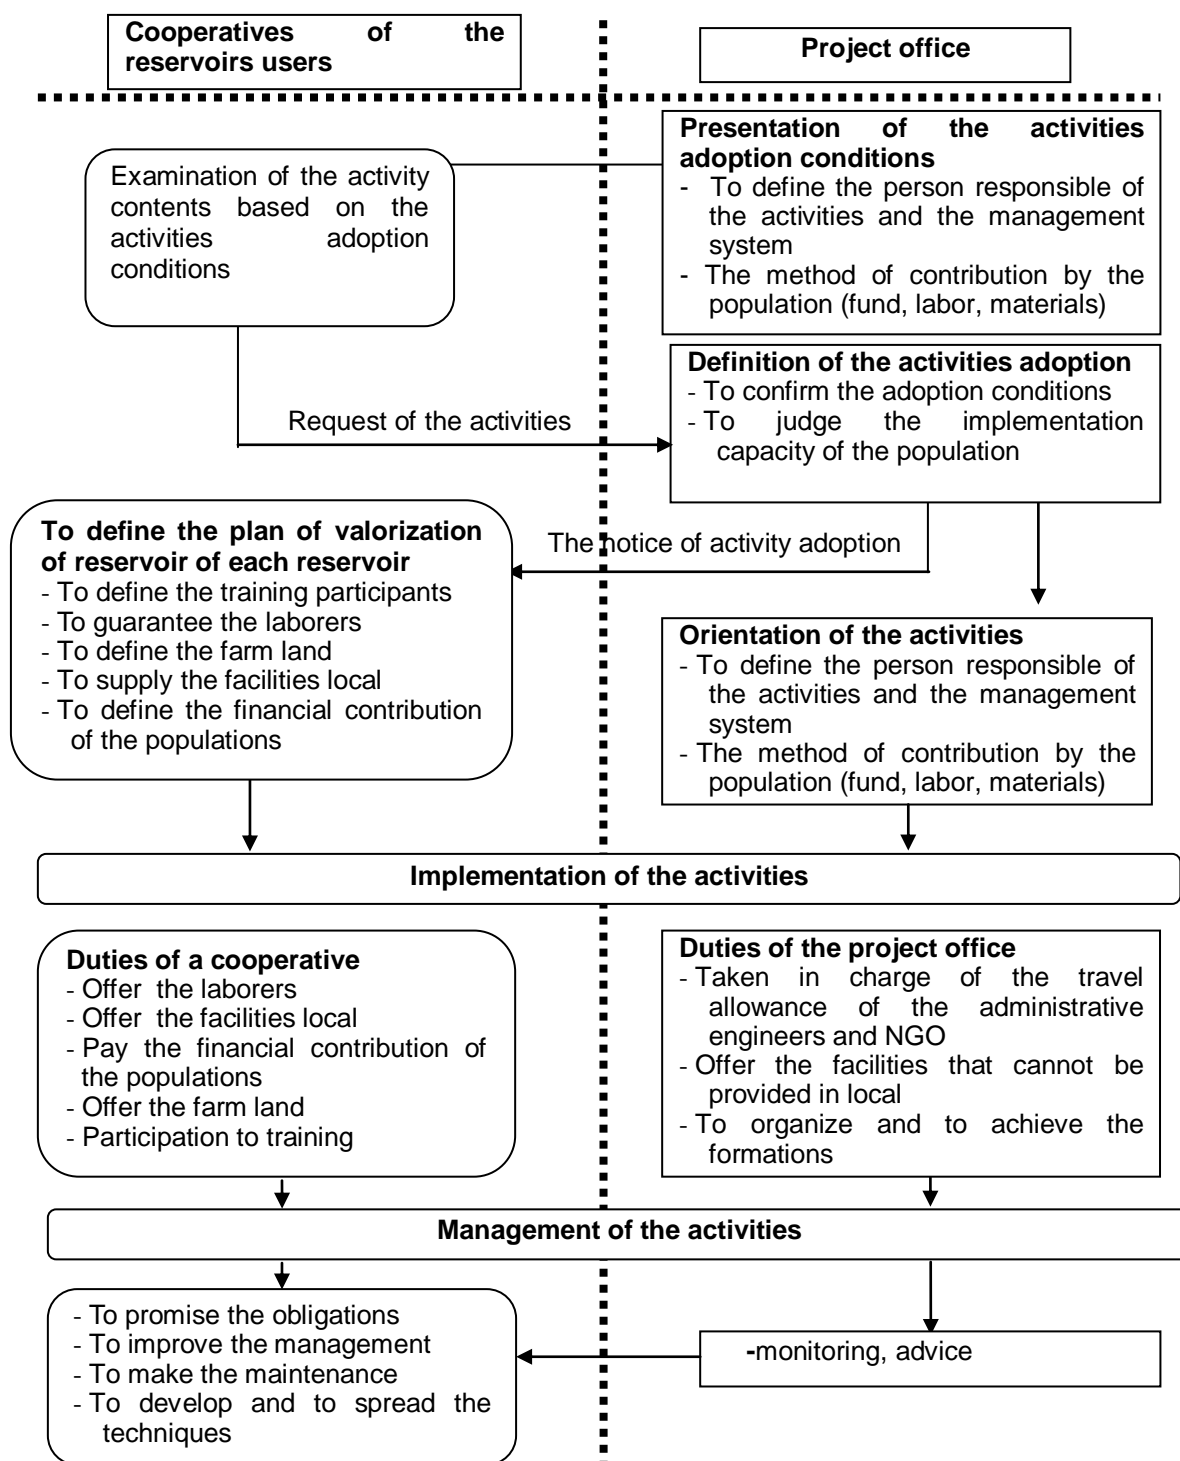 Cooperatives of the
reservoirs users
Project office
Presentation of the activities
adoption conditions
- To define the person responsible of
the activities and the management
system
- The method of contribution by the
population (fund, labor, materials)
Examination of the activity
contents based on the
activities adoption
conditions
Definition of the activities adoption
- To confirm the adoption conditions
- To judge the implementation
capacity of the population
Request of the activities
The notice of activity adoption
To define the plan of valorization
of reservoir of each reservoir
- To define the training participants
- To guarantee the laborers
- To define the farm land
- To supply the facilities local
- To define the financial contribution
of the populations
Orientation of the activities
- To define the person responsible of
the activities and the management
system
- The method of contribution by the
population (fund, labor, materials)
Implementation of the activities
Duties of a cooperative
- Offer the laborers
- Offer the facilities local
- Pay the financial contribution of
the populations
- Offer the farm land
- Participation to training
Duties of the project office
- Taken in charge of the travel
allowance of the administrative
engineers and NGO
- Offer the facilities that cannot be
provided in local
- To organize and to achieve the
formations
Management of the activities
- To promise the obligations
- To improve the management
- To make the maintenance
- To develop and to spread the
techniques
-monitoring, advice